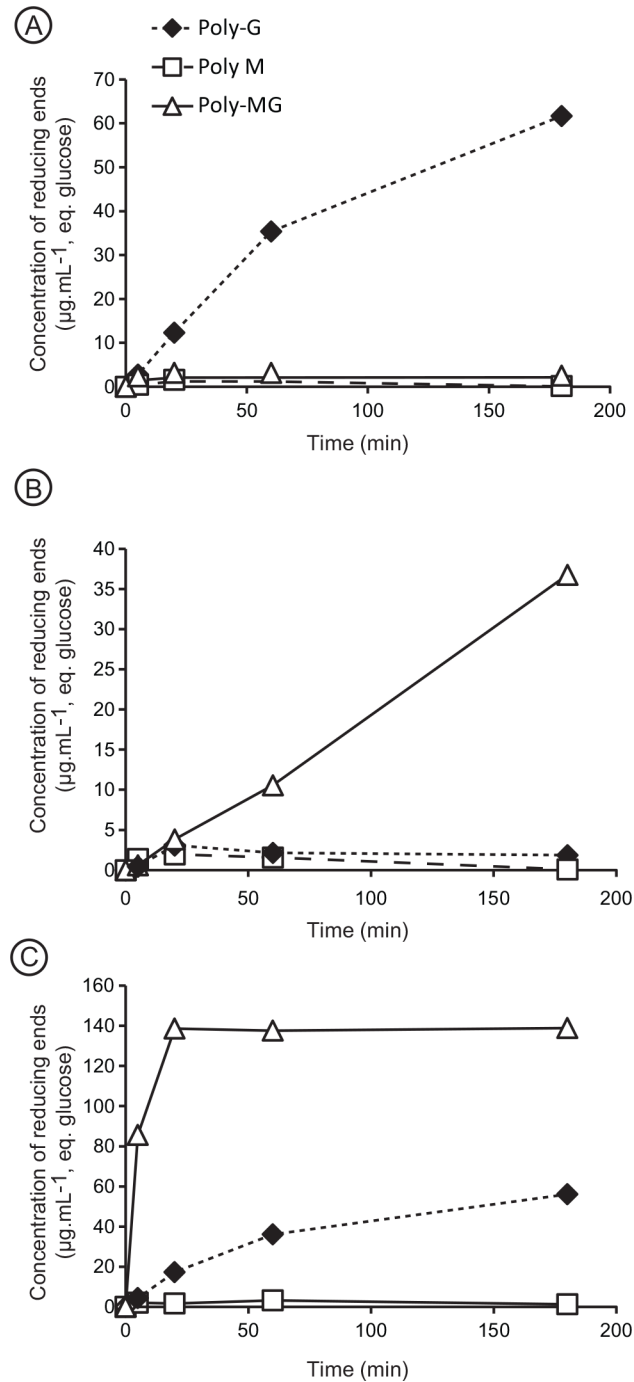 A
Poly-G
Poly M
Poly-MG
Concentration of reducing ends
(µg.mL-1, eq. glucose)
70
60
50
40
30
20
10
0
0 50 100 150 200
Time (min)
B
Concentration of reducing ends
(µg.mL-1, eq. glucose)
40
35
30
25
20
15
10
5
0
0 50 100 150 200
Time (min)
C
Concentration of reducing ends
(µg.mL-1, eq. glucose)
160
140
120
100
80
60
40
20
0
0 50 100 150 200
Time (min)